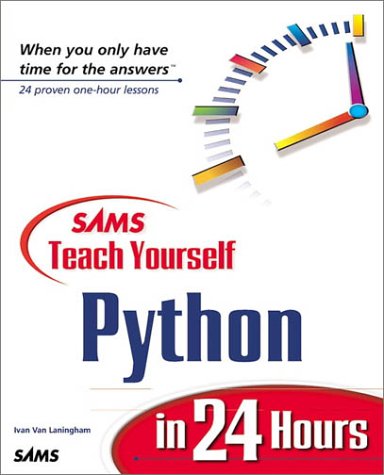 When you only have
time for the answers™
24 proven one-hour lessons
SAMS
Teach Yourself
Python
in 24 Hours
Ivan Van Laningham
SAMS